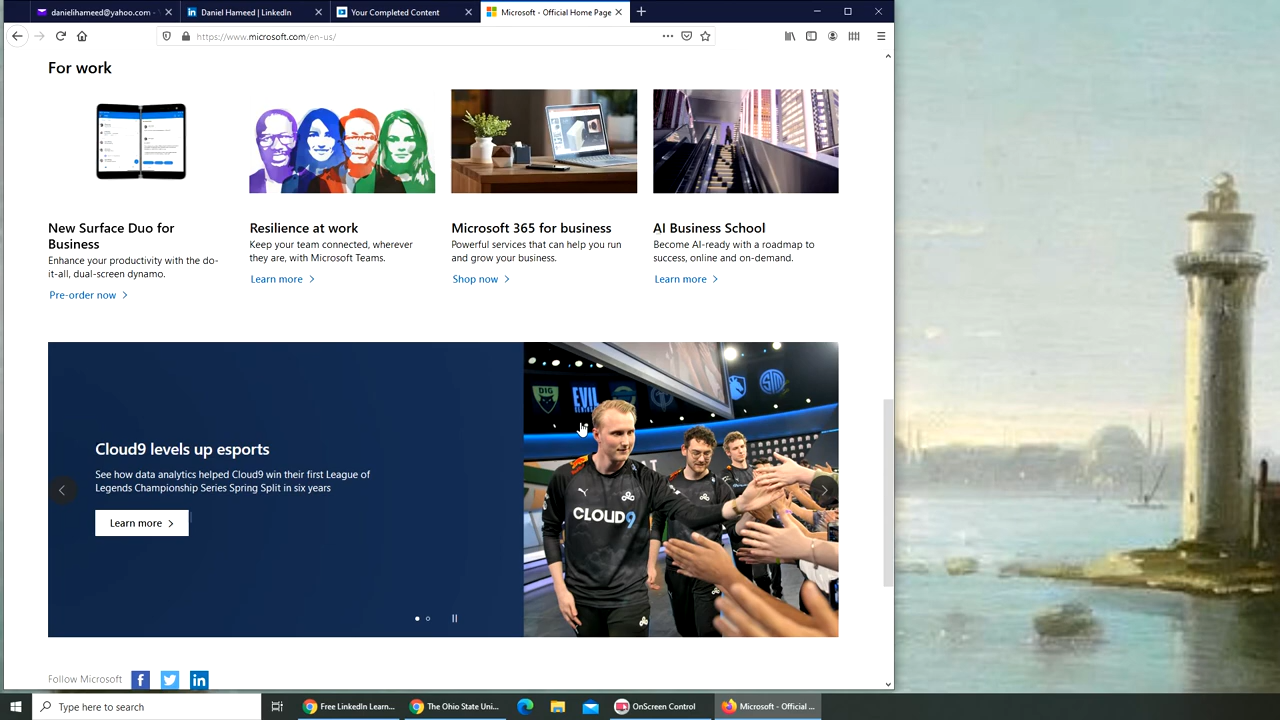 danielihameed@yahoo.com -
Daniel Hameed | LinkedIn
Your Completed Content
Microsoft - Official Home Page
https://www.microsoft.com/en-us/
For work
New Surface Duo for
Business
Enhance your productivity with the do-
it-all, dual-screen dynamo.
Pre-order now
Resilience at work
Keep your team connected, wherever
they are, with Microsoft Teams.
Learn more
Microsoft 365 for business
Powerful services that can help you run
and grow your business.
Shop now
AI Business School
Become AI-ready with a roadmap to
success, online and on-demand.
Learn more
Cloud9 levels up esports
See how data analytics helped Cloud9 win their first League of
Legends Championship Series Spring Split in six years
Learn more
DIG
EVIL
TSM
CLOUD9
Follow Microsoft
Type here to search
Free LinkedIn Learn...
The Ohio State Uni...
OnScreen Control
Microsoft - Official ...